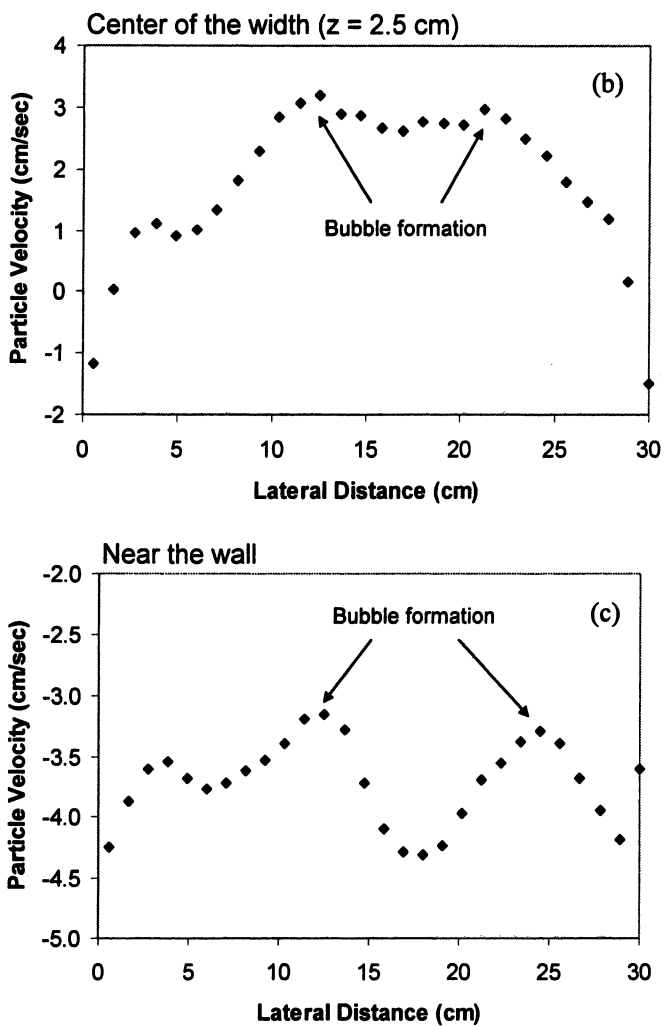 Center of the width (z = 2.5 cm)
4
(b)
3
2
Bubble formation
1
0
-1
-2
Particle Velocity (cm/sec)
0 5 10 15 20 25 30
Lateral Distance (cm)
Near the wall
-2.0
Bubble formation
(c)
-2.5
-3.0
-3.5
-4.0
-4.5
-5.0
Particle Velocity (cm/sec)
0 5 10 15 20 25 30
Lateral Distance (cm)